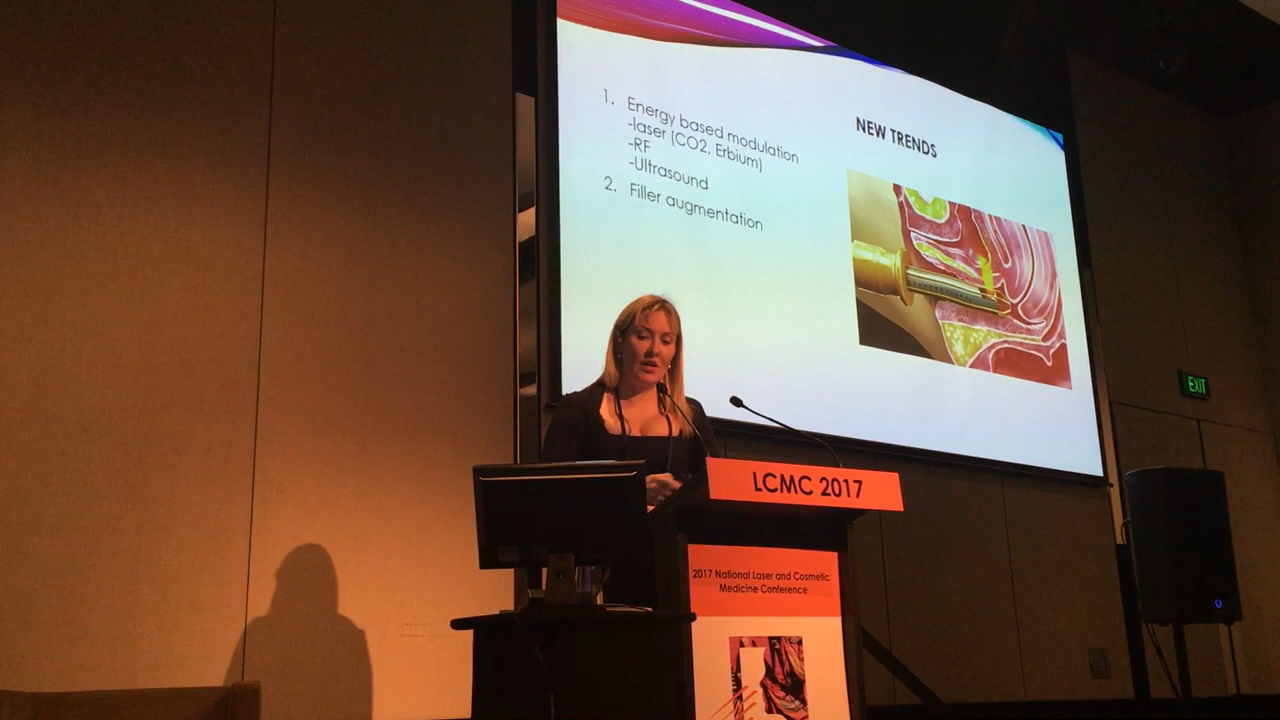 1. Energy based modulation
-laser (CO2, Erbium)
-RF
-Ultrasound
2. Filler augmentation
NEW TRENDS
EXIT
LCMC 2017
2017 National Laser and Cosmetic
Medicine Conference